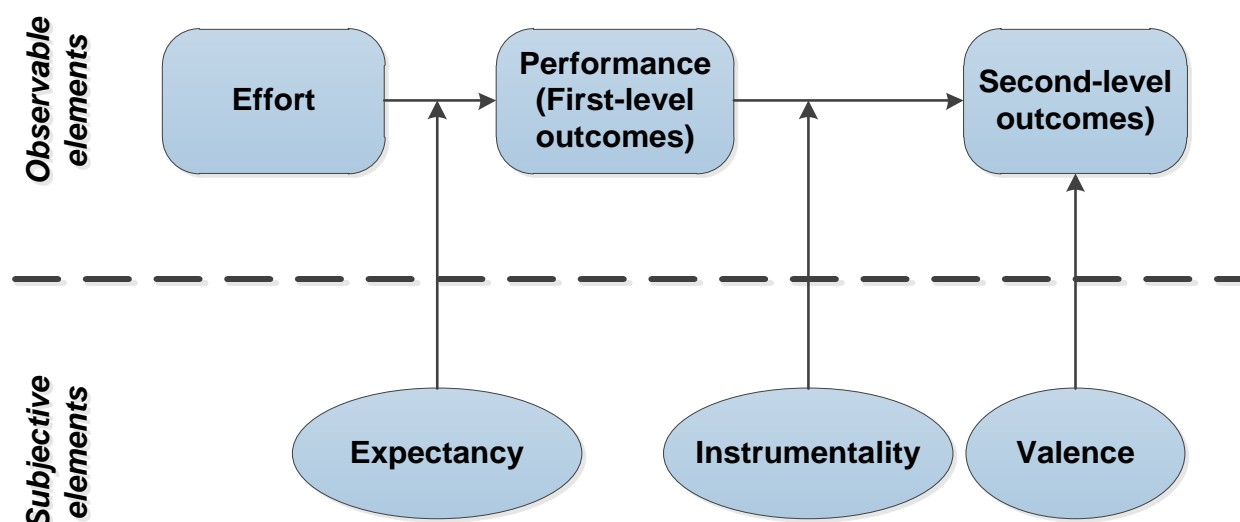 Observable
elements
Effort
Performance
(First-level
outcomes)
Second-level
outcomes)
Subjective
elements
Expectancy
Instrumentality
Valence